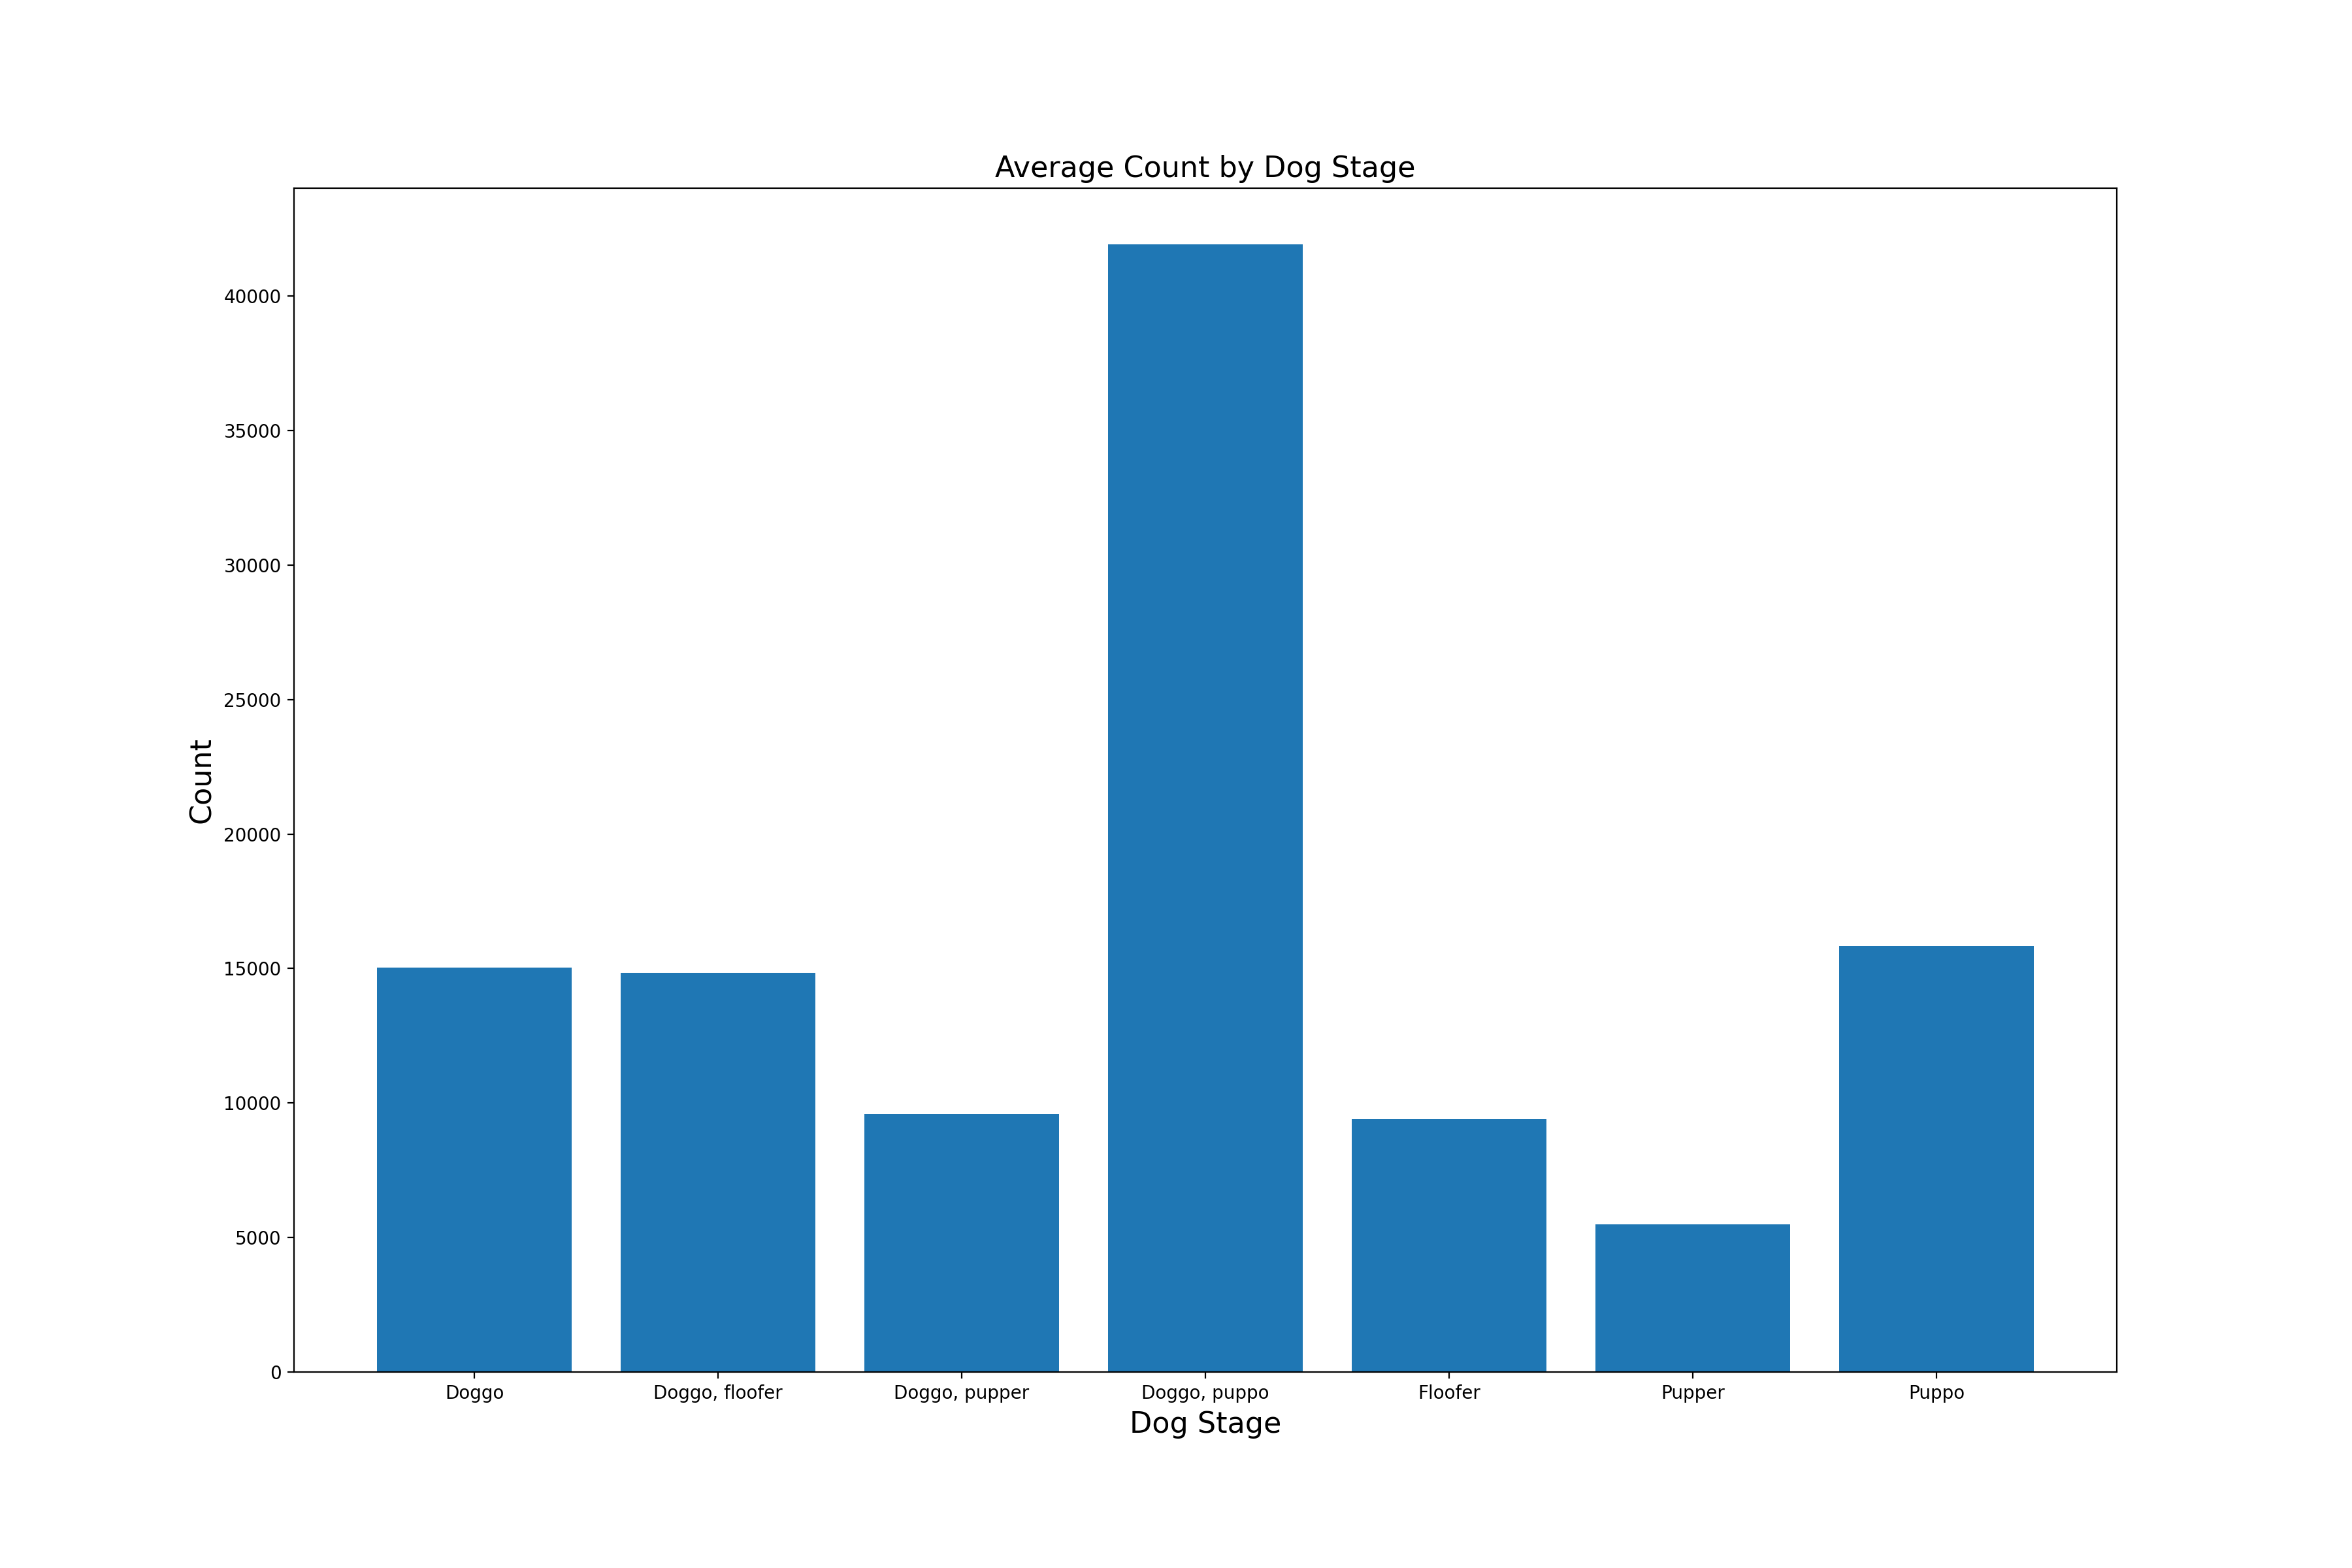 Average Count by Dog Stage
Count
40000
35000
30000
25000
20000
15000
10000
5000
0
Doggo Doggo, floofer Doggo, pupper Doggo, puppo Floofer Pupper Puppo
Dog Stage